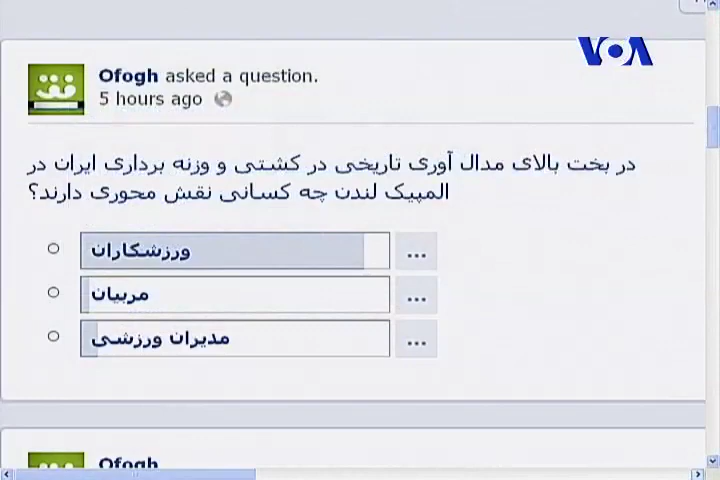 VOA
Ofogh asked a question.
5 hours ago
در بخت بالای مدال آوری تاریخی در کشتی و وزنه برداری ایران در
المپیک لندن چه کسانی نقش محوری دارند؟
ورزشکاران
...
مربیان
...
مدیران ورزشی
...
Ofogh